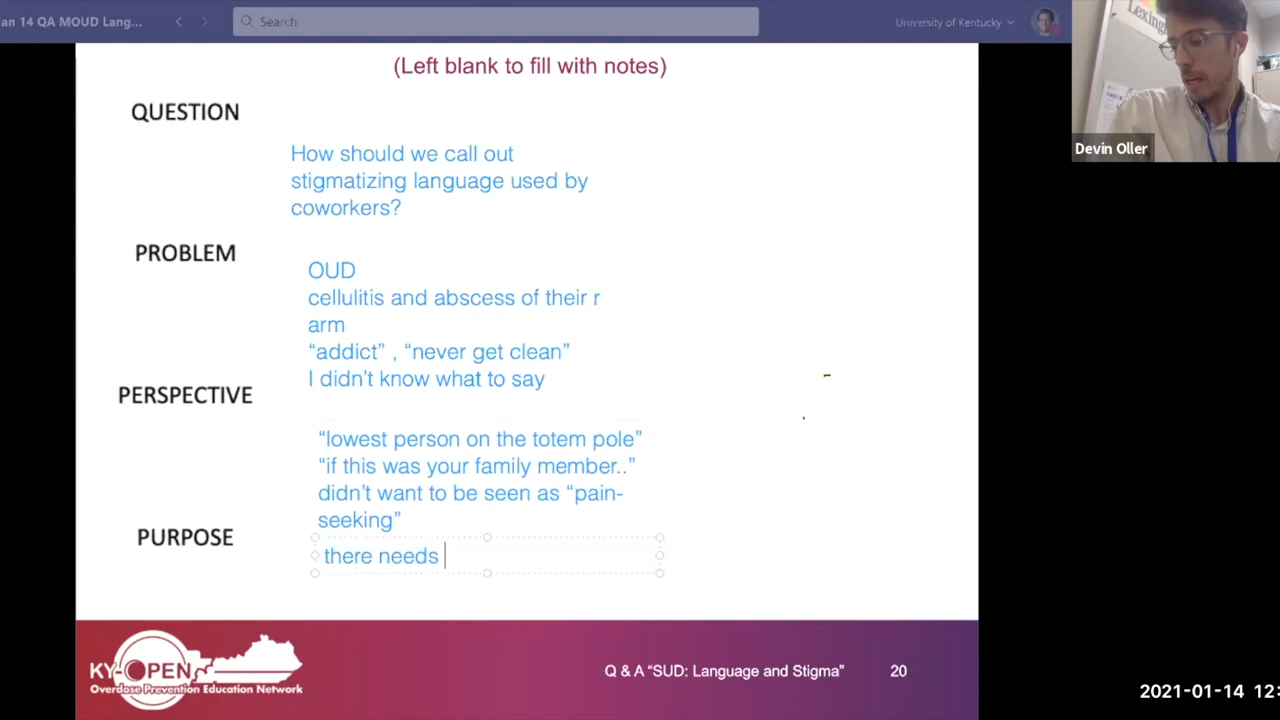 an 14 QA MOUD Lang...
Search
University of Kentucky
(Left blank to fill with notes)
QUESTION
How should we call out
stigmatizing language used by
coworkers?
PROBLEM
OUD
cellulitis and abscess of their r
arm
“addict” , “never get clean”
I didn’t know what to say
PERSPECTIVE
“lowest person on the totem pole”
“if this was your family member..”
didn’t want to be seen as “pain-
seeking”
PURPOSE
there needs
KY-OPEN
Overdose Prevention Education Network
Q & A “SUD: Language and Stigma”
20
Lexing
Devin Oller
2021-01-14 12: